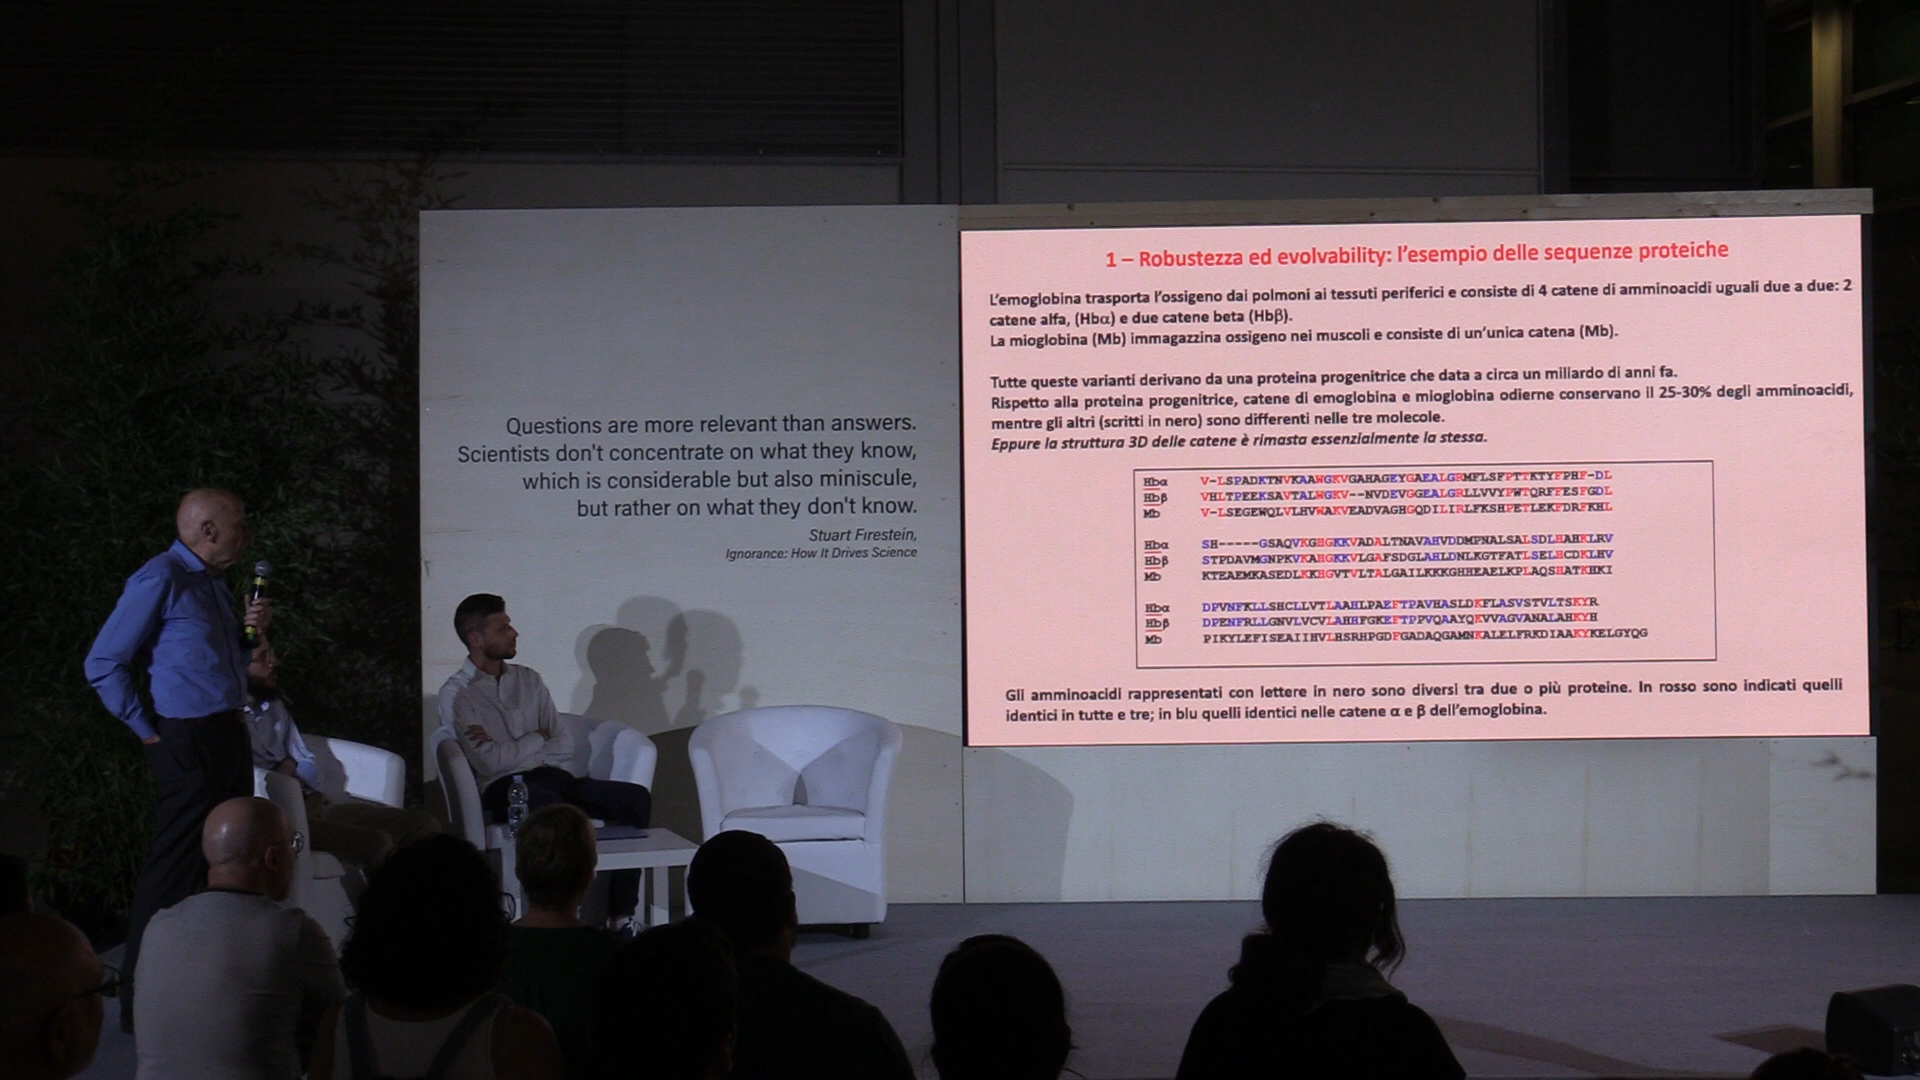 Questions are more relevant than answers.
Scientists don't concentrate on what they know,
which is considerable but also miniscule,
but rather on what they don't know.
Stuart Firestein,
Ignorance: How It Drives Science
1 – Robustezza ed evolvability: l'esempio delle sequenze proteiche
L'emoglobina trasporta l'ossigeno dai polmoni ai tessuti periferici e consiste di 4 catene di amminoacidi uguali due a due: 2
catene alfa, (Hbα) e due catene beta (Hbβ).
La mioglobina (Mb) immagazzina ossigeno nei muscoli e consiste di un'unica catena (Mb).
Tutte queste varianti derivano da una proteina progenitrice che data a circa un miliardo di anni fa.
Rispetto alla proteina progenitrice, catene di emoglobina e mioglobina odierne conservano il 25-30% degli amminoacidi,
mentre gli altri (scritti in nero) sono differenti nelle tre molecole.
Eppure la struttura 3D delle catene è rimasta essenzialmente la stessa.
Hbα V-LSPADKTNVKAAWGKVGAHAGEYGAEALGRMFLSFPTTKTYFPHF-DL
Hbβ VHLTPEEKSAVTALWGKV--NVDEVGGEALGRLLVVYPWTQRFFESFGDL
Mb V-LSEGEWQLVLHVWAKVEADVAGHGQDILIRLFKSHPETLEKFDRFKHL
Hbα SH-----GSAQVKGHGKKVADALTNAVAHVDDMPNALSALSDLHAHKLRV
Hbβ STPDAVMGNPKVKAHGKKVLGAFSDGLAHLDNLKGTFATLSELHCDKLHV
Mb KTEAEMKASEDLKKHGVTVLTALGAILKKKGHHEAELKPLAQSHATKHKI
Hbα DPVNFKLLSHCLLVTLAAHLPAEFTPAVHASLDKFLASVSTVLTSKYR
Hbβ DPENFRLLGNVLVCVLAHHFGKEFTPPVQAAYQKVVAGVANALAHKYH
Mb PIKYLEFISEAIIHVLHSRHPGDFGADAQGAMNKALELFRKDIAAKYKELGYQG
Gli amminoacidi rappresentati con lettere in nero sono diversi tra due o più proteine. In rosso sono indicati quelli
identici in tutte e tre; in blu quelli identici nelle catene α e β dell'emoglobina.